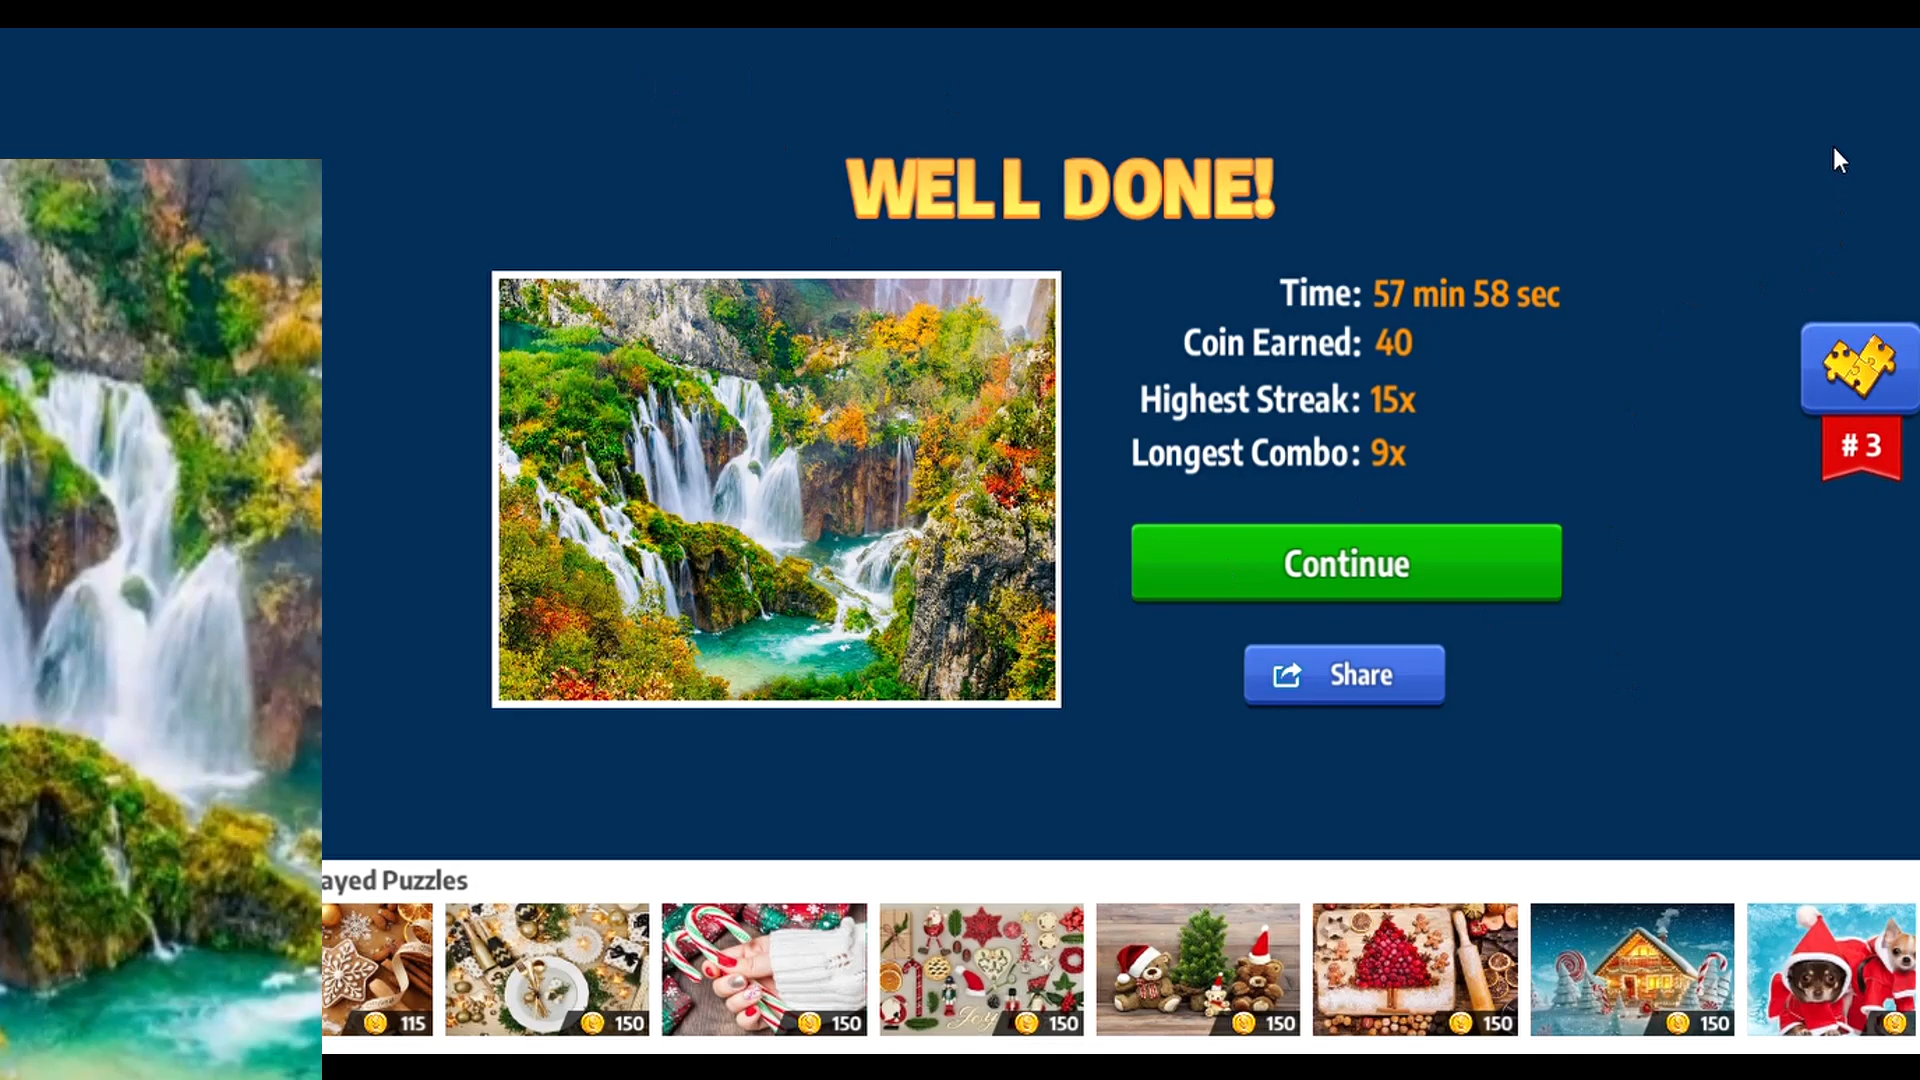 WELL DONE!
Time: 57 min 58 sec
Coin Earned: 40
Highest Streak: 15x
Longest Combo: 9x
# 3
Continue
Share
ayed Puzzles
Joy
115
150
150
150
150
150
150